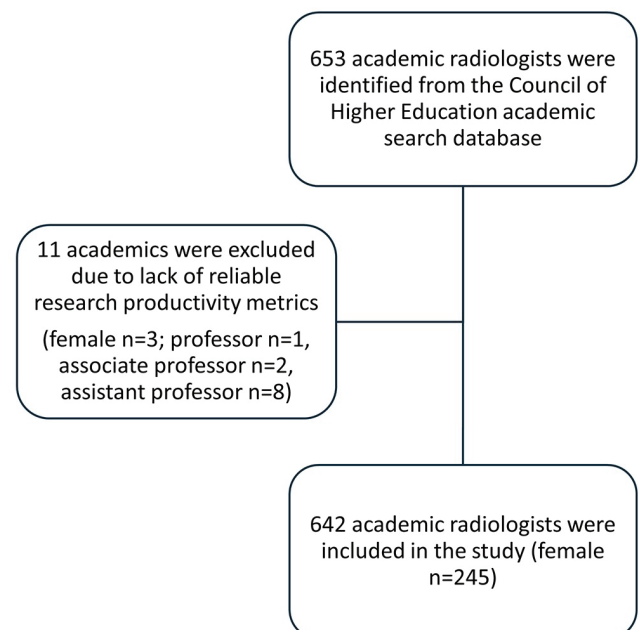 653 academic radiologists were
identified from the Council of
Higher Education academic
search database
11 academics were excluded
due to lack of reliable
research productivity metrics
(female n=3; professor n=1,
associate professor n=2,
assistant professor n=8)
642 academic radiologists were
included in the study (female
n=245)